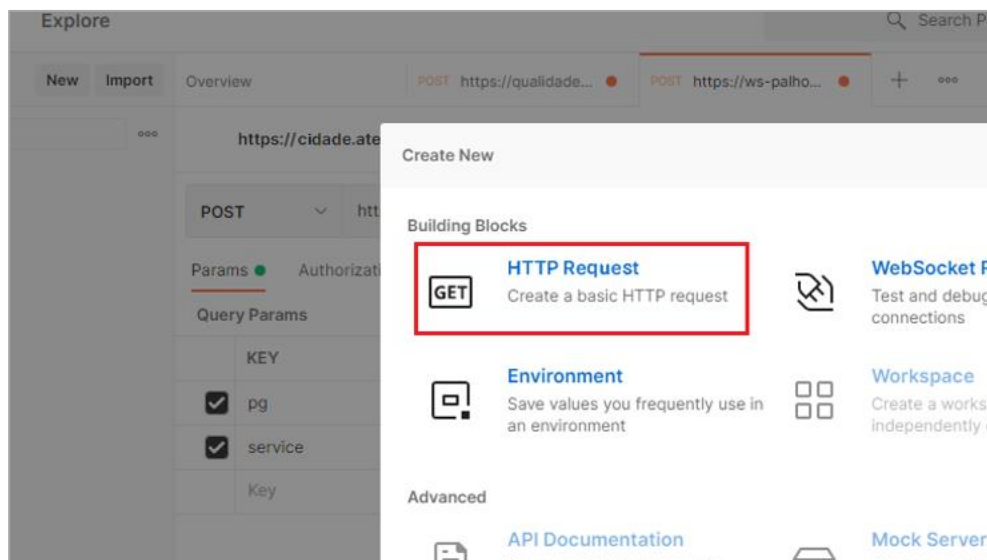 Explore
Search P
New Import Overview POST https://qualidade... POST https://ws-palho...
https://cidade.ate
Create New
POST htt
Building Blocks
Params Authorizati
HTTP Request
GET
Create a basic HTTP request
WebSocket R
Test and debug
connections
Query Params
KEY
Environment
Save values you frequently use in
an environment
Workspace
Create a works
independently
pg
service
Key
Advanced
API Documentation
Mock Server